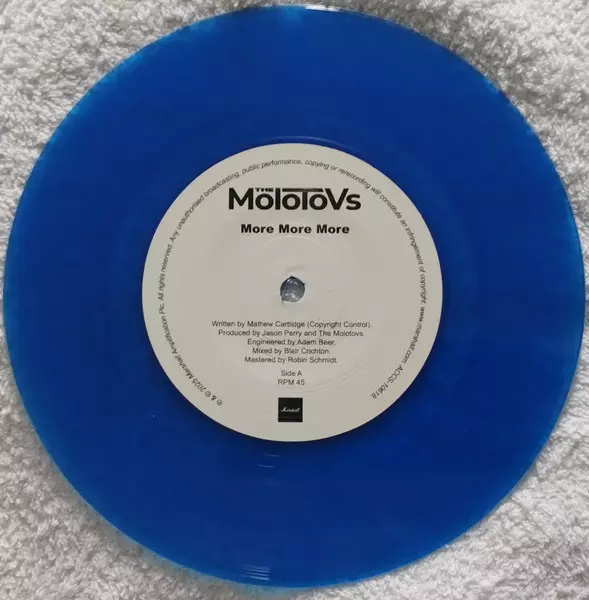 THE
MOLOTOVS
More More More
Written by Mathew Cartlidge (Copyright Control).
Produced by Jason Perry and The Molotovs.
Engineered by Adam Beer.
Mixed by Blair Crichton.
Mastered by Robin Schmidt.
Side A
RPM 45
Marshall
℗ & © 2025 Marshall Amplification Plc. All rights reserved. Any unauthorised broadcasting, public performance, copying or rerecording will constitute an infringement of copyright. www.marshall.com. ACCS-10618